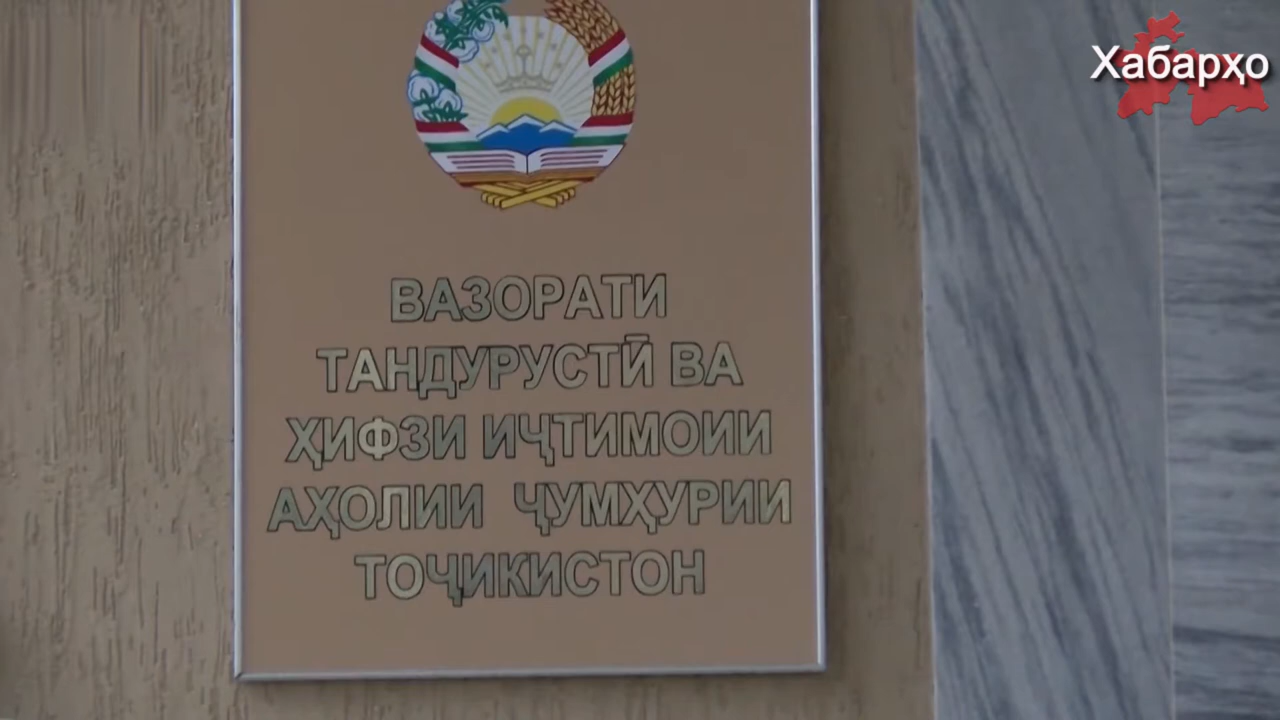 Хабарҳо
ВАЗОРАТИ
ТАНДУРУСТӢ ВА
ҲИФЗИ ИҶТИМОИИ
АҲОЛИИ ҶУМҲУРИИ
ТОҶИКИСТОН